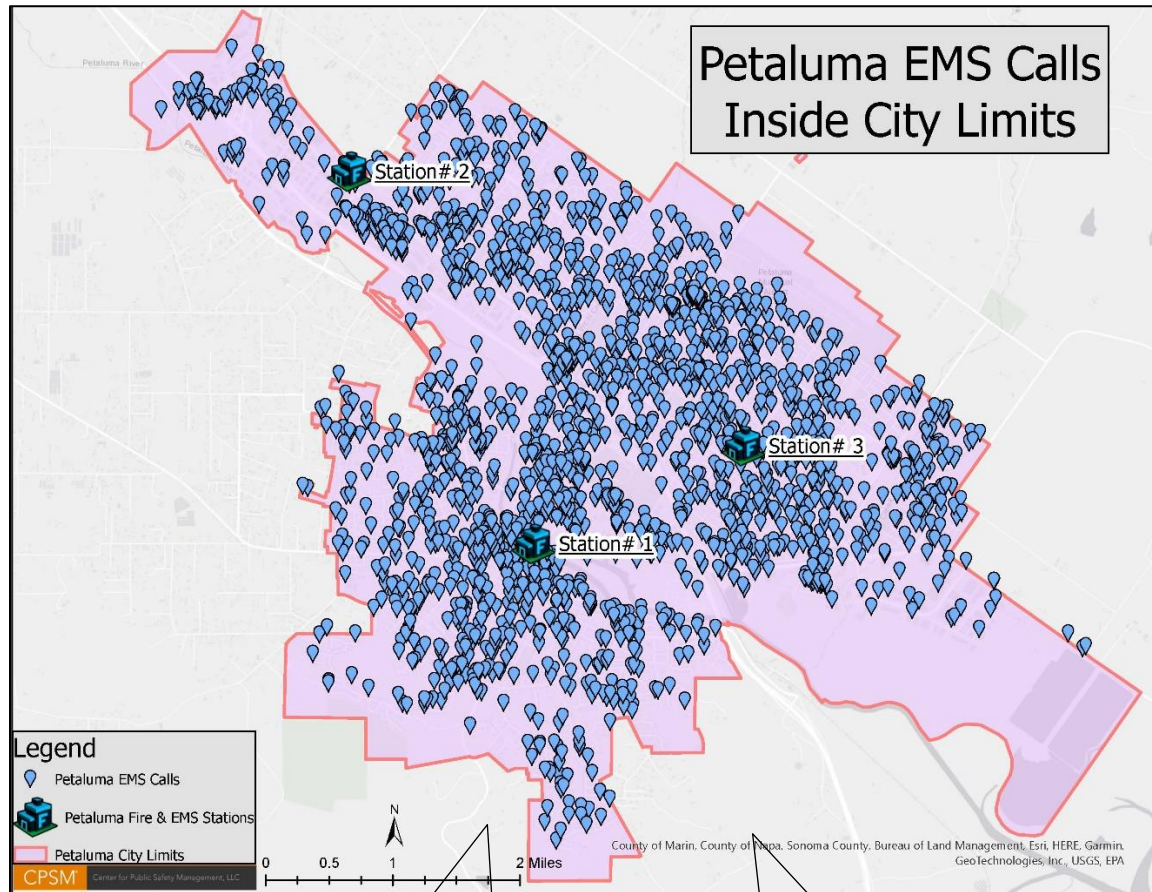 Petaluma EMS Calls
Inside City Limits
Petaluma River
Station# 2
Petaluma
Station# 3
Station# 1
Legend
Petaluma EMS Calls
Petaluma Fire & EMS Stations
Petaluma City Limits
CPSM
Center for Public Safety Management, LLC
N
0 0.5 1 2 Miles
County of Marin, County of Napa, Sonoma County, Bureau of Land Management, Esri, HERE, Garmin,
GeoTechnologies, Inc., USGS, EPA